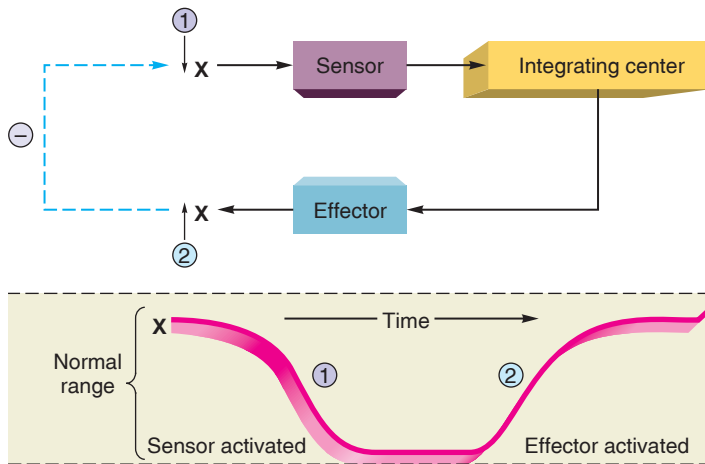 1
X
Sensor
Integrating center
–
X
Effector
2
X
Time
Normal
range
1
2
Sensor activated
Effector activated